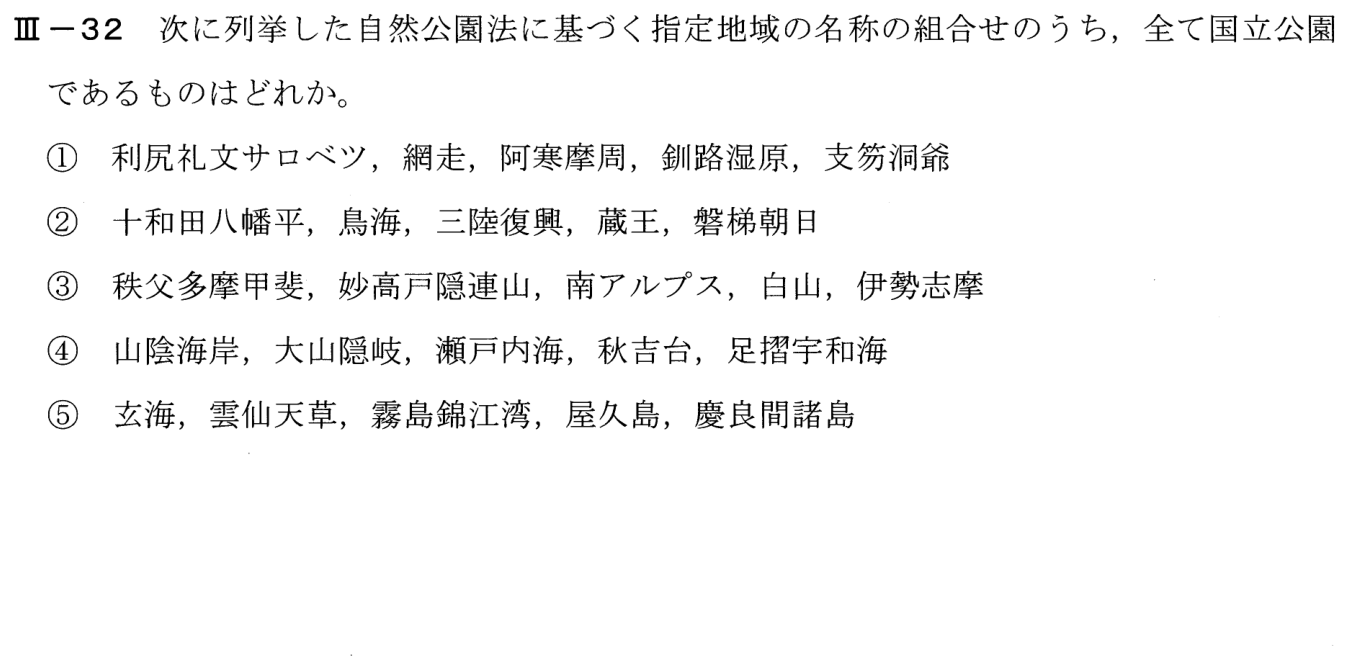 Ⅲ－32　次に列挙した自然公園法に基づく指定地域の名称の組合せのうち，全て国立公園
であるものはどれか。
①　利尻礼文サロベツ，網走，阿寒摩周，釧路湿原，支笏洞爺
②　十和田八幡平，鳥海，三陸復興，蔵王，磐梯朝日
③　秩父多摩甲斐，妙高戸隠連山，南アルプス，白山，伊勢志摩
④　山陰海岸，大山隠岐，瀬戸内海，秋吉台，足摺宇和海
⑤　玄海，雲仙天草，霧島錦江湾，屋久島，慶良間諸島